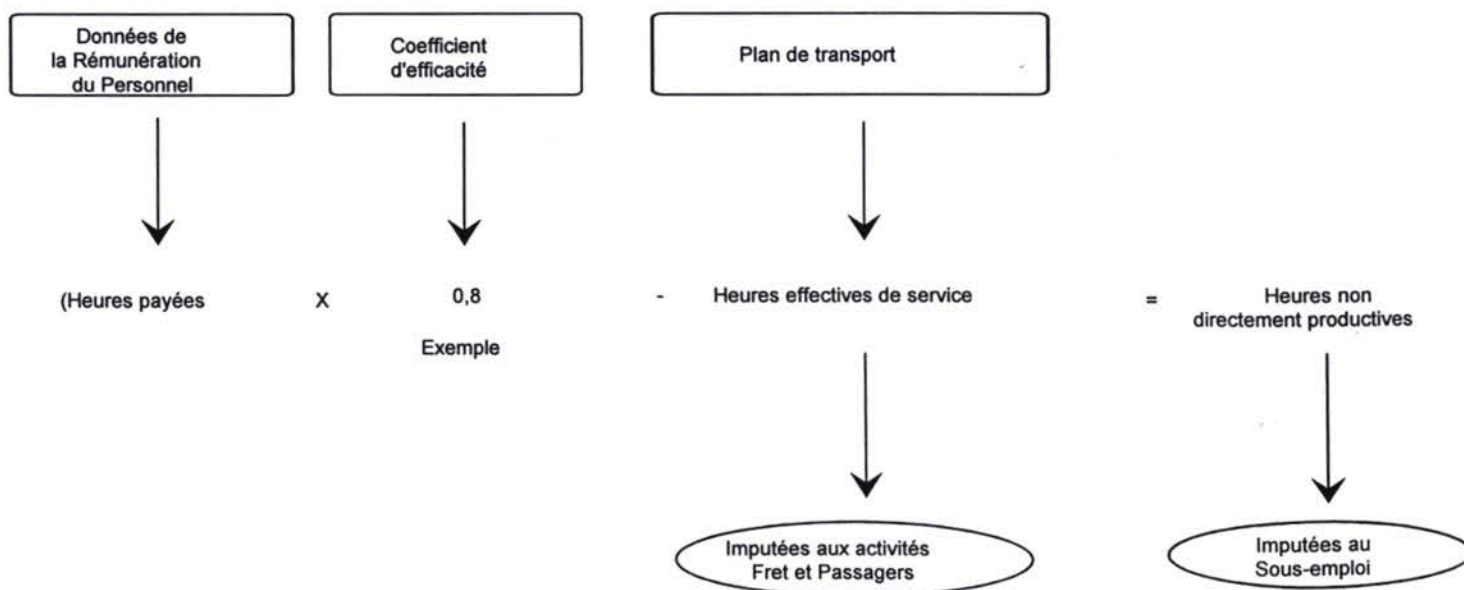 Données de
la Rémunération
du Personnel
Coefficient
d'efficacité
Plan de transport
(Heures payées
X
0,8
Exemple
-
Heures effectives de service
=
Heures non
directement productives
Imputées aux activités
Fret et Passagers
Imputées au
Sous-emploi